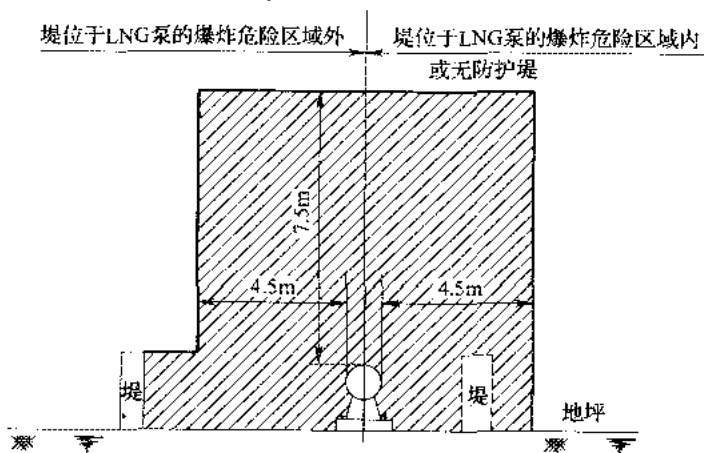 堤位于LNG泵的爆炸危险区域外
堤位于LNG泵的爆炸危险区域内
或无防护堤
7.5m
4.5m
4.5m
堤
堤
地坪